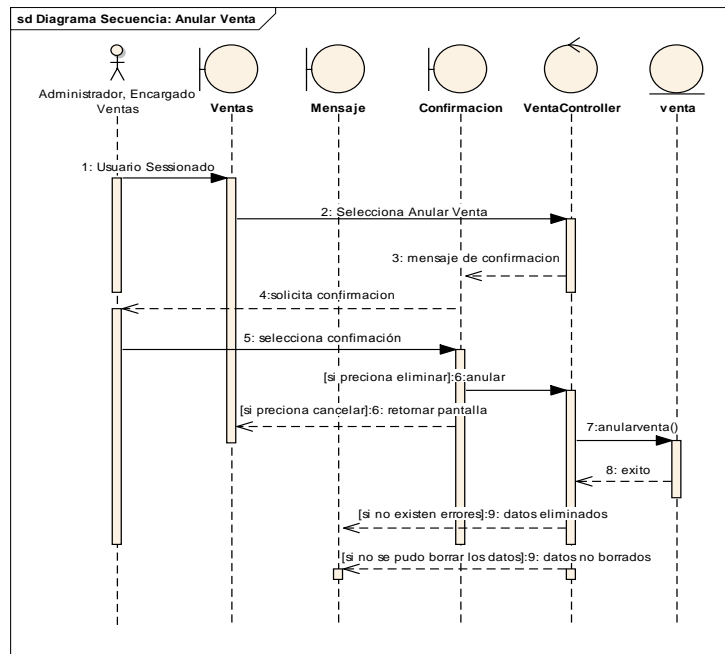 sd Diagrama Secuencia: Anular Venta
Administrador, Encargado
Ventas
Ventas
Mensaje
Confirmacion
VentaController
venta
1: Usuario Sessionado
2: Selecciona Anular Venta
3: mensaje de confirmacion
4:solicita confirmacion
5: selecciona confimación
[si preciona eliminar]:6:anular
[si preciona cancelar]:6: retornar pantalla
7:anularventa()
8: exito
[si no existen errores]:9: datos eliminados
[si no se pudo borrar los datos]:9: datos no borrados